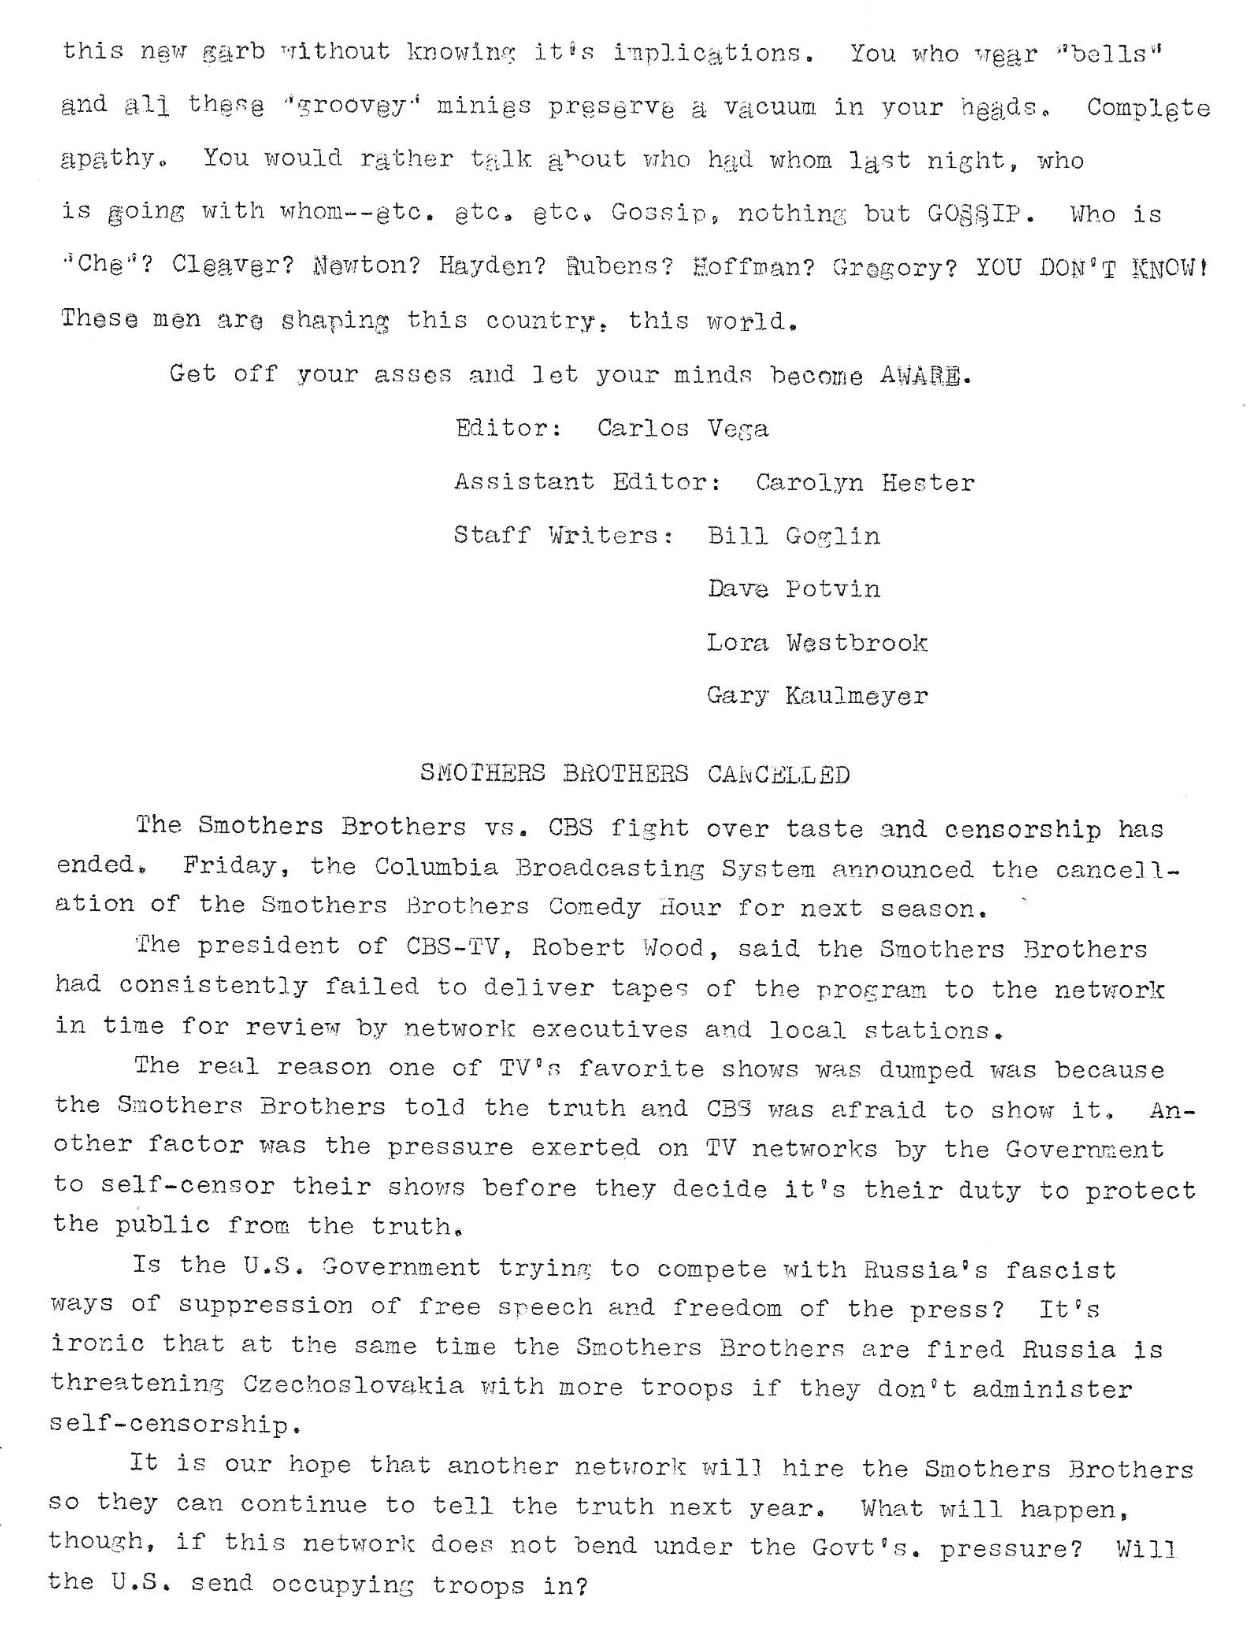 this new garb without knowing it's implications. You who wear "bells"
and all these "groovey" minies preserve a vacuum in your heads. Complete
apathy. You would rather talk about who had whom last night, who
is going with whom--etc. etc. etc. Gossip, nothing but GOSSIP. Who is
"Che"? Cleaver? Newton? Hayden? Rubens? Hoffman? Gregory? YOU DON'T KNOW!
These men are shaping this country, this world.
Get off your asses and let your minds become AWARE.
Editor: Carlos Vega
Assistant Editor: Carolyn Hester
Staff Writers: Bill Goglin
Dave Potvin
Lora Westbrook
Gary Kaulmeyer
SMOTHERS BROTHERS CANCELLED
The Smothers Brothers vs. CBS fight over taste and censorship has
ended. Friday, the Columbia Broadcasting System announced the cancell-
ation of the Smothers Brothers Comedy Hour for next season.
The president of CBS-TV, Robert Wood, said the Smothers Brothers
had consistently failed to deliver tapes of the program to the network
in time for review by network executives and local stations.
The real reason one of TV's favorite shows was dumped was because
the Smothers Brothers told the truth and CBS was afraid to show it. An-
other factor was the pressure exerted on TV networks by the Government
to self-censor their shows before they decide it's their duty to protect
the public from the truth.
Is the U.S. Government trying to compete with Russia's fascist
ways of suppression of free speech and freedom of the press? It's
ironic that at the same time the Smothers Brothers are fired Russia is
threatening Czechoslovakia with more troops if they don't administer
self-censorship.
It is our hope that another network will hire the Smothers Brothers
so they can continue to tell the truth next year. What will happen,
though, if this network does not bend under the Govt's. pressure? Will
the U.S. send occupying troops in?